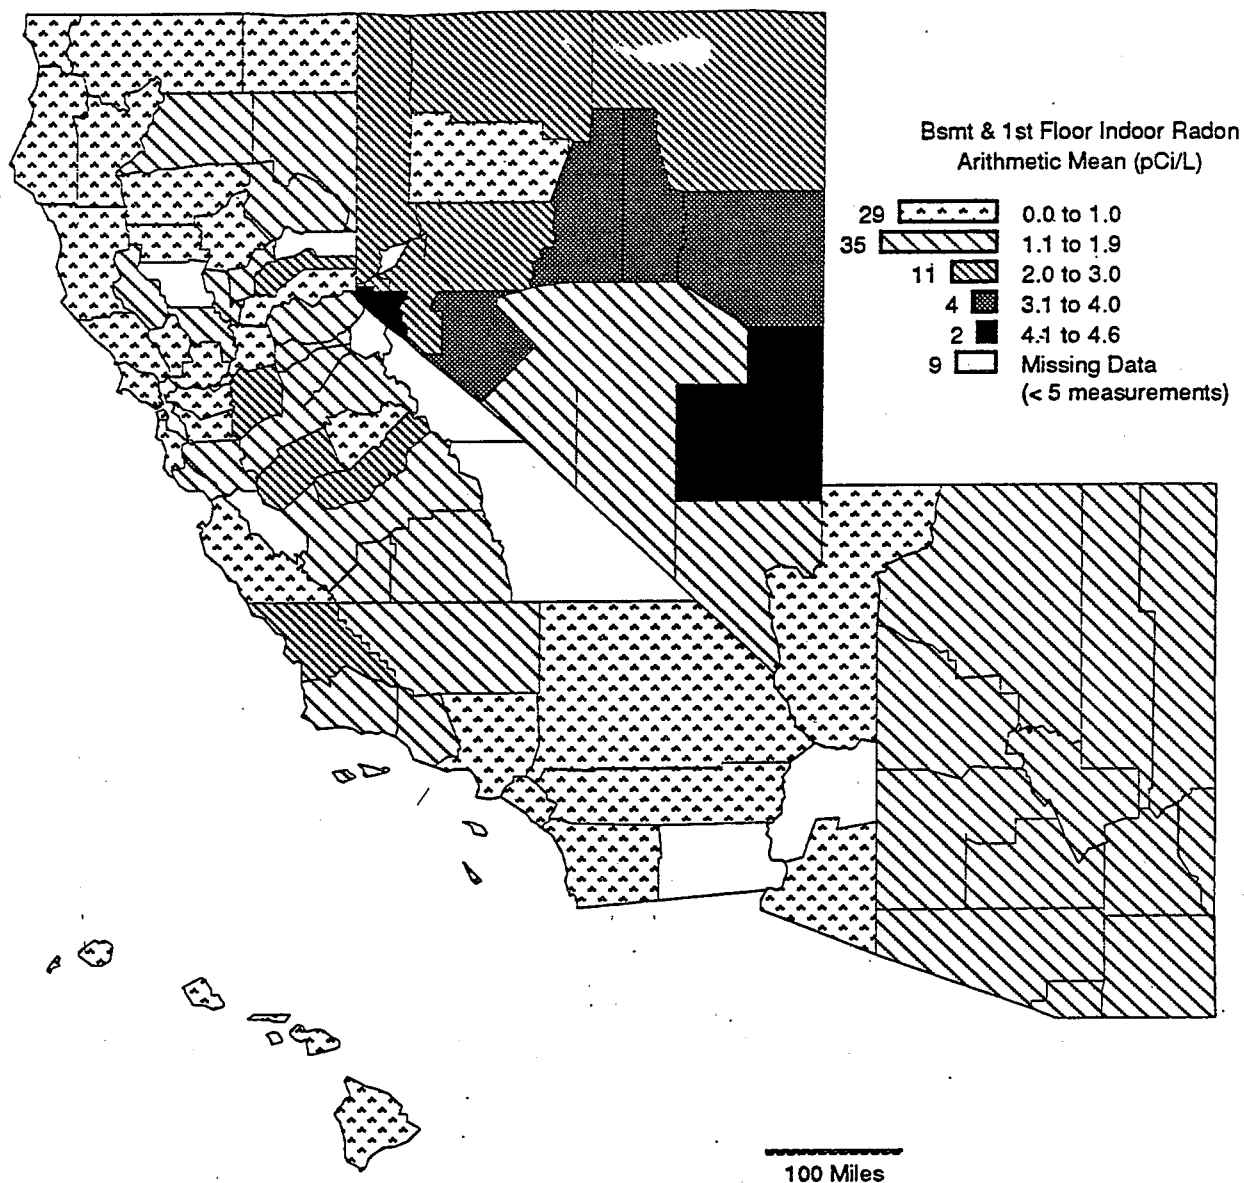 Bsmt & 1st Floor Indoor Radon
Arithmetic Mean (pCi/L)
29 0.0 to 1.0
35 1.1 to 1.9
11 2.0 to 3.0
4 3.1 to 4.0
2 4.1 to 4.6
9 Missing Data
(< 5 measurements)
100 Miles